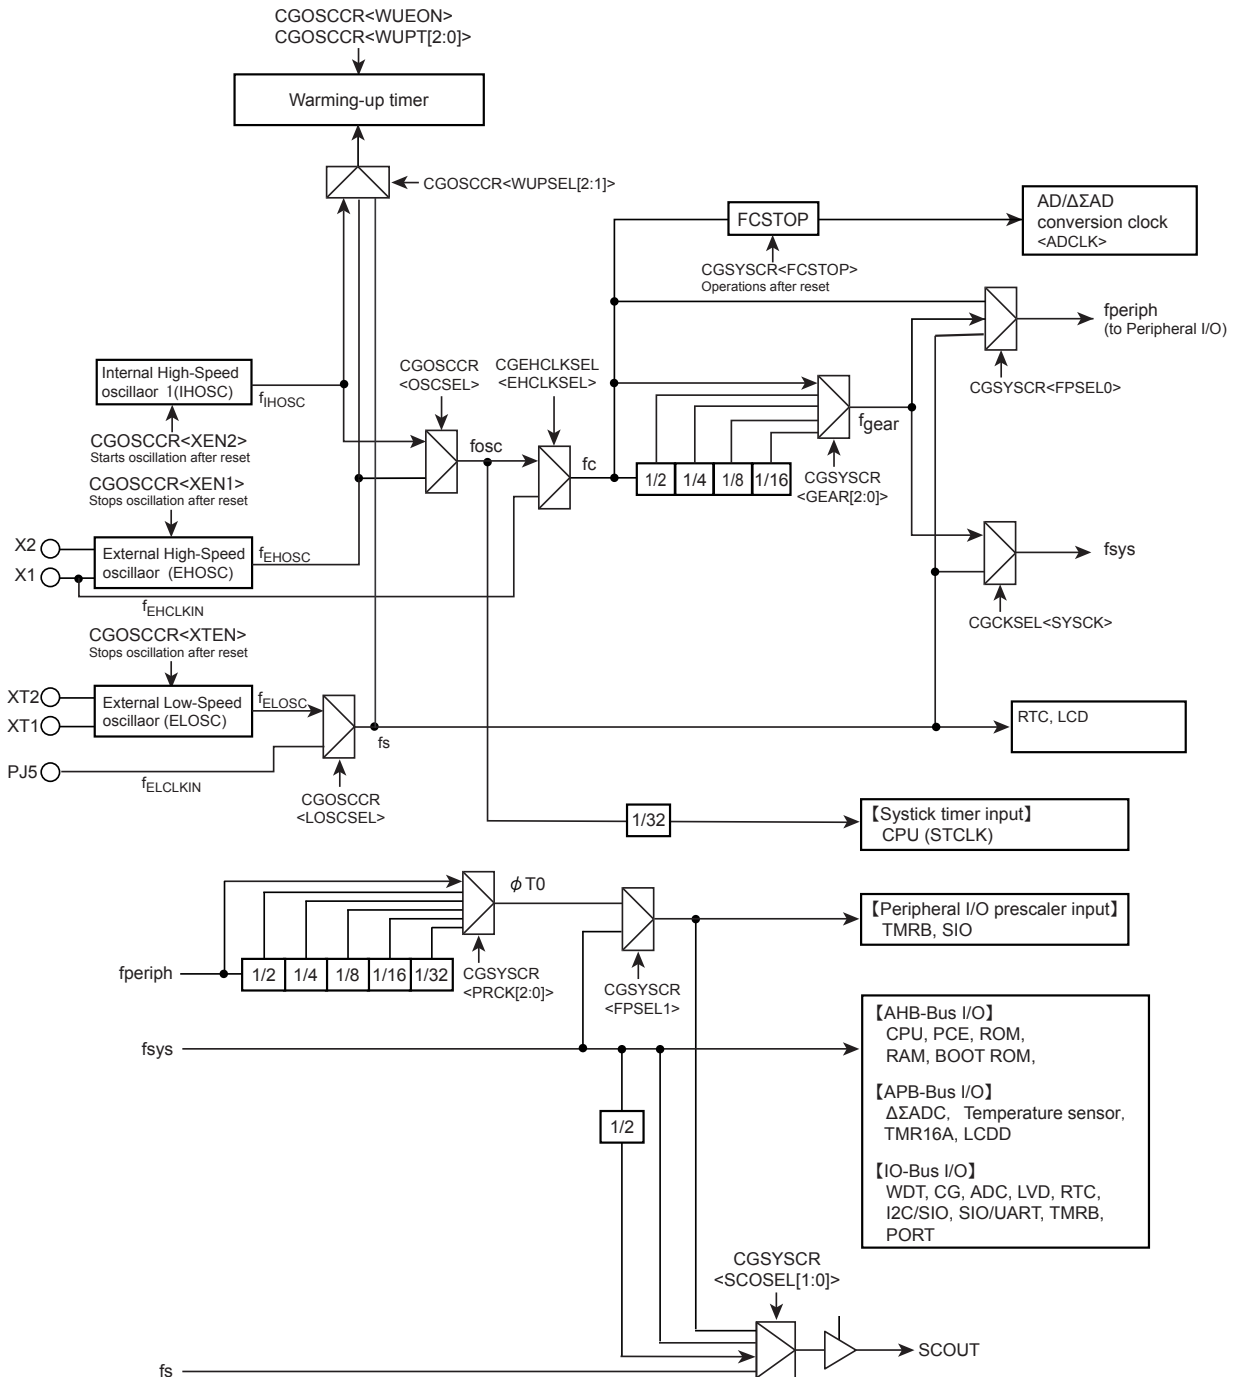 CGOSCCR<WUEON>
CGOSCCR<WUPT[2:0]>
Warming-up timer
CGOSCCR<WUPSEL[2:1]>
FCSTOP
AD/ΔΣAD
conversion clock
<ADCLK>
CGSYSCR<FCSTOP>
Operations after reset
fperiph
(to Peripheral I/O)
CGSYSCR<FPSEL0>
Internal High-Speed
oscillaor 1(IHOSC)
fIHOSC
CGOSCCR
<OSCSEL>
CGEHCLKSEL
<EHCLKSEL>
CGOSCCR<XEN2>
Starts oscillation after reset
CGOSCCR<XEN1>
Stops oscillation after reset
fosc
fc
fgear
1/2 1/4 1/8 1/16
CGSYSCR
<GEAR[2:0]>
X2
X1
External High-Speed
oscillaor (EHOSC)
fEHOSC
fEHCLKIN
fsys
CGCKSEL<SYSCK>
CGOSCCR<XTEN>
Stops oscillation after reset
XT2
XT1
External Low-Speed
oscillaor (ELOSC)
fELOSC
fs
RTC, LCD
PJ5
fELCLKIN
CGOSCCR
<LOSCSEL>
1/32
【Systick timer input】
CPU (STCLK)
ϕT0
【Peripheral I/O prescaler input】
TMRB, SIO
fperiph
1/2 1/4 1/8 1/16 1/32
CGSYSCR
<PRCK[2:0]>
CGSYSCR
<FPSEL1>
fsys
1/2
【AHB-Bus I/O】
CPU, PCE, ROM,
RAM, BOOT ROM,
【APB-Bus I/O】
ΔΣADC, Temperature sensor,
TMR16A, LCDD
【IO-Bus I/O】
WDT, CG, ADC, LVD, RTC,
I2C/SIO, SIO/UART, TMRB,
PORT
CGSYSCR
<SCOSEL[1:0]>
SCOUT
fs